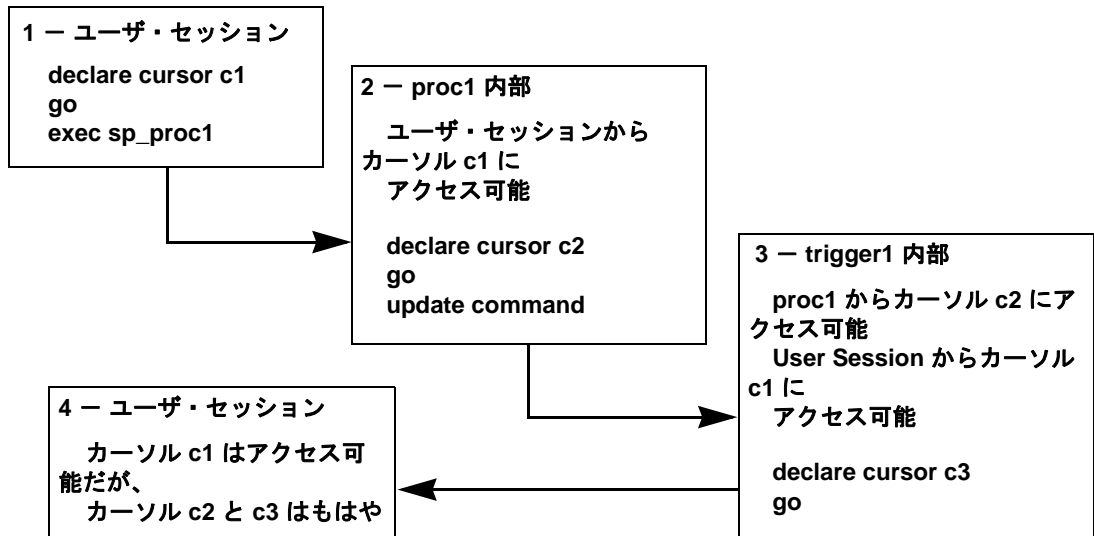 1 － ユーザ・セッション
declare cursor c1
go
exec sp_proc1
2 － proc1 内部
ユーザ・セッションから
カーソル c1 に
アクセス可能
declare cursor c2
go
update command
3 － trigger1 内部
proc1 からカーソル c2 にア
クセス可能
User Session からカーソル
c1 に
アクセス可能
declare cursor c3
go
4 － ユーザ・セッション
カーソル c1 はアクセス可
能だが、
カーソル c2 と c3 はもはや